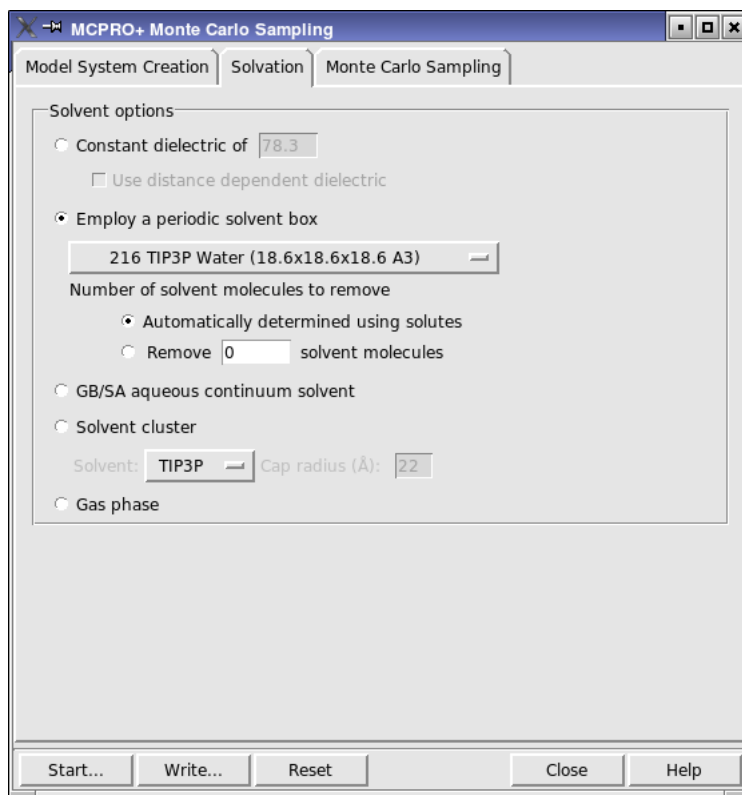 MCPRO+ Monte Carlo Sampling
Model System Creation Solvation Monte Carlo Sampling
Solvent options
Constant dielectric of 78.3
Use distance dependent dielectric
Employ a periodic solvent box
216 TIP3P Water (18.6x18.6x18.6 A3)
Number of solvent molecules to remove
Automatically determined using solutes
Remove 0 solvent molecules
GB/SA aqueous continuum solvent
Solvent cluster
Solvent: TIP3P Cap radius (Å): 22
Gas phase
Start... Write... Reset Close Help